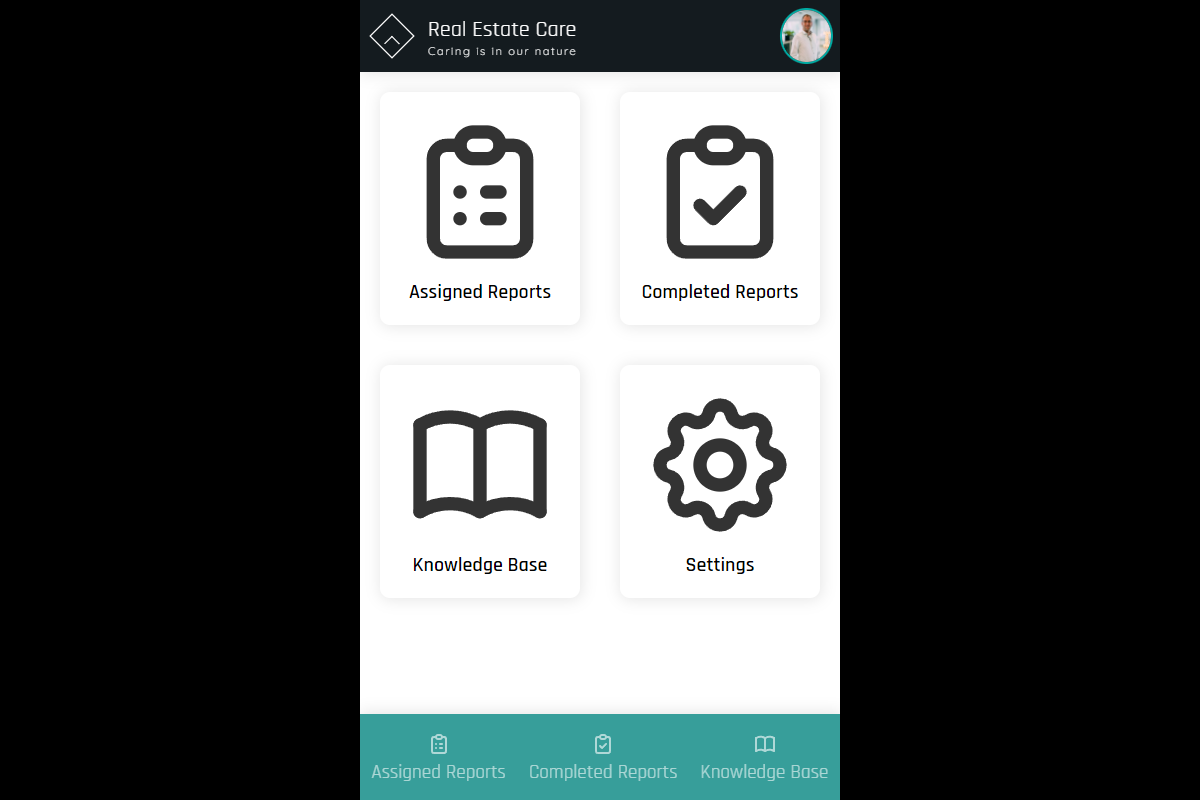 Real Estate Care
Caring is in our nature
Assigned Reports
Completed Reports
Knowledge Base
Settings
Assigned Reports
Completed Reports
Knowledge Base